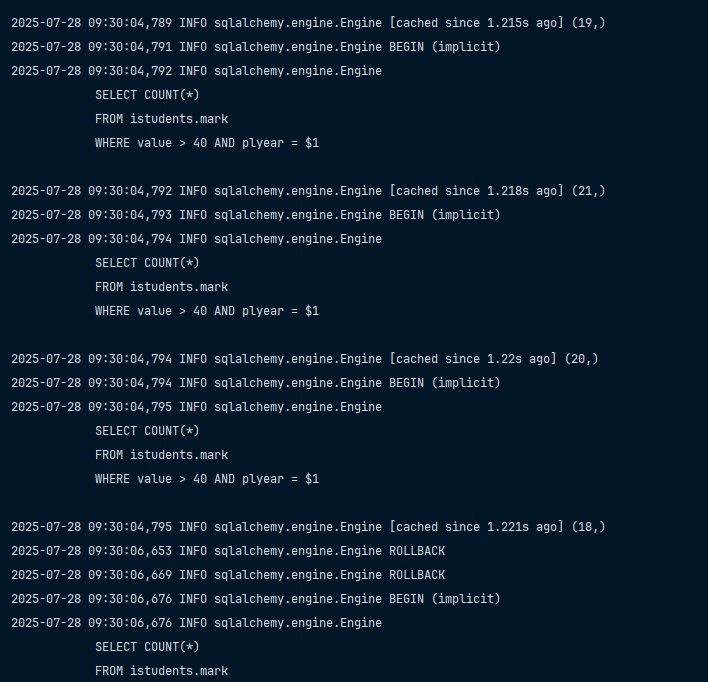 2025-07-28 09:30:04,789 INFO sqlalchemy.engine.Engine [cached since 1.215s ago] (19,)
2025-07-28 09:30:04,791 INFO sqlalchemy.engine.Engine BEGIN (implicit)
2025-07-28 09:30:04,792 INFO sqlalchemy.engine.Engine
SELECT COUNT(*)
FROM istudents.mark
WHERE value > 40 AND plyear = $1
2025-07-28 09:30:04,792 INFO sqlalchemy.engine.Engine [cached since 1.218s ago] (21,)
2025-07-28 09:30:04,793 INFO sqlalchemy.engine.Engine BEGIN (implicit)
2025-07-28 09:30:04,794 INFO sqlalchemy.engine.Engine
SELECT COUNT(*)
FROM istudents.mark
WHERE value > 40 AND plyear = $1
2025-07-28 09:30:04,794 INFO sqlalchemy.engine.Engine [cached since 1.22s ago] (20,)
2025-07-28 09:30:04,794 INFO sqlalchemy.engine.Engine BEGIN (implicit)
2025-07-28 09:30:04,795 INFO sqlalchemy.engine.Engine
SELECT COUNT(*)
FROM istudents.mark
WHERE value > 40 AND plyear = $1
2025-07-28 09:30:04,795 INFO sqlalchemy.engine.Engine [cached since 1.221s ago] (18,)
2025-07-28 09:30:06,653 INFO sqlalchemy.engine.Engine ROLLBACK
2025-07-28 09:30:06,669 INFO sqlalchemy.engine.Engine ROLLBACK
2025-07-28 09:30:06,676 INFO sqlalchemy.engine.Engine BEGIN (implicit)
2025-07-28 09:30:06,676 INFO sqlalchemy.engine.Engine
SELECT COUNT(*)
FROM istudents.mark